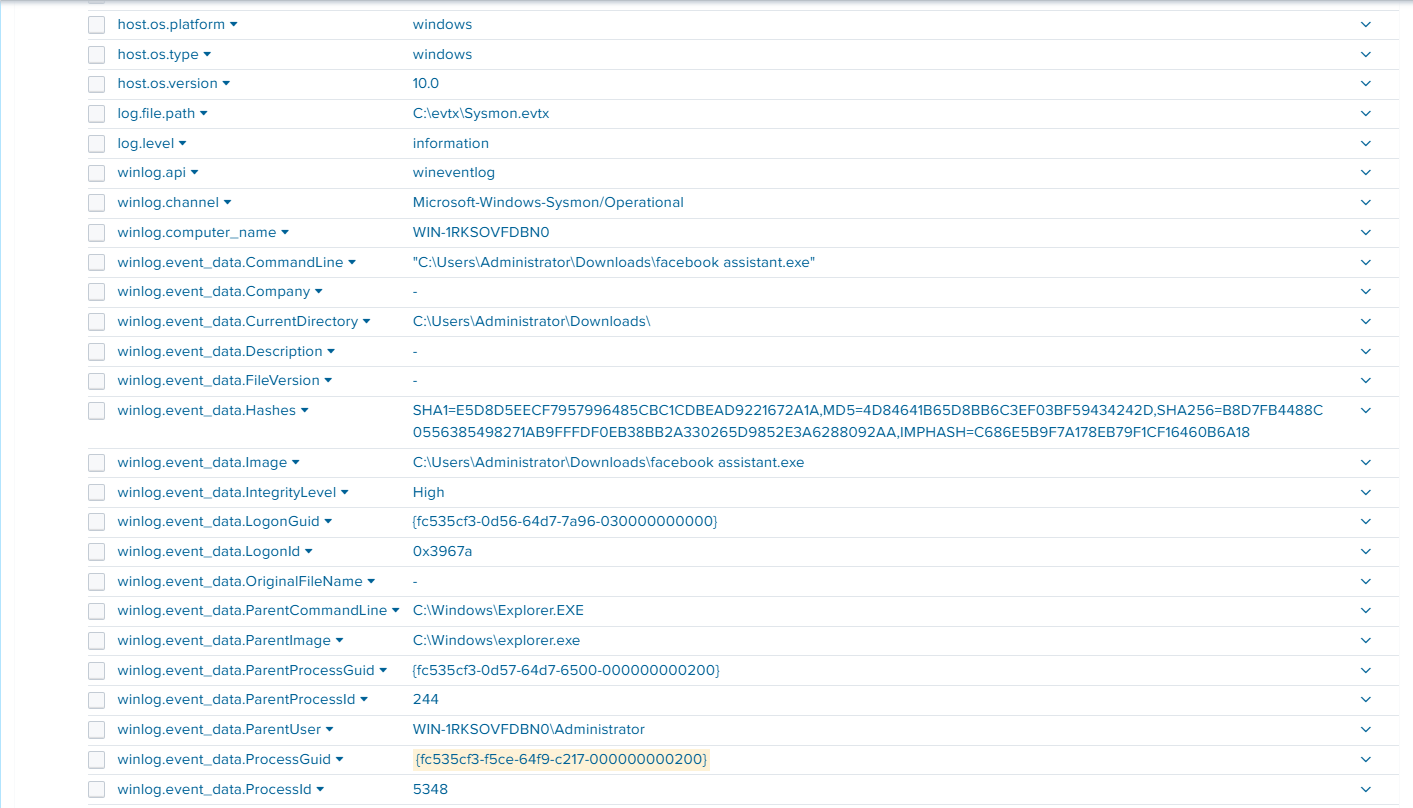 host.os.platform windows
host.os.type windows
host.os.version 10.0
log.file.path C:\evtx\Sysmon.evtx
log.level information
winlog.api wineventlog
winlog.channel Microsoft-Windows-Sysmon/Operational
winlog.computer_name WIN-1RKSOVFDBN0
winlog.event_data.CommandLine "C:\Users\Administrator\Downloads\facebook assistant.exe"
winlog.event_data.Company -
winlog.event_data.CurrentDirectory C:\Users\Administrator\Downloads\
winlog.event_data.Description -
winlog.event_data.FileVersion -
winlog.event_data.Hashes SHA1=E5D8D5EECF7957996485CBC1CDBEAD9221672A1A,MD5=4D84641B65D8BB6C3EF03BF59434242D,SHA256=B8D7FB4488C
0556385498271AB9FFFDF0EB38BB2A330265D9852E3A6288092AA,IMPHASH=C686E5B9F7A178EB79F1CF16460B6A18
winlog.event_data.Image C:\Users\Administrator\Downloads\facebook assistant.exe
winlog.event_data.IntegrityLevel High
winlog.event_data.LogonGuid {fc535cf3-0d56-64d7-7a96-030000000000}
winlog.event_data.LogonId 0x3967a
winlog.event_data.OriginalFileName -
winlog.event_data.ParentCommandLine C:\Windows\Explorer.EXE
winlog.event_data.ParentImage C:\Windows\explorer.exe
winlog.event_data.ParentProcessGuid {fc535cf3-0d57-64d7-6500-000000000200}
winlog.event_data.ParentProcessId 244
winlog.event_data.ParentUser WIN-1RKSOVFDBN0\Administrator
winlog.event_data.ProcessGuid {fc535cf3-f5ce-64f9-c217-000000000200}
winlog.event_data.ProcessId 5348